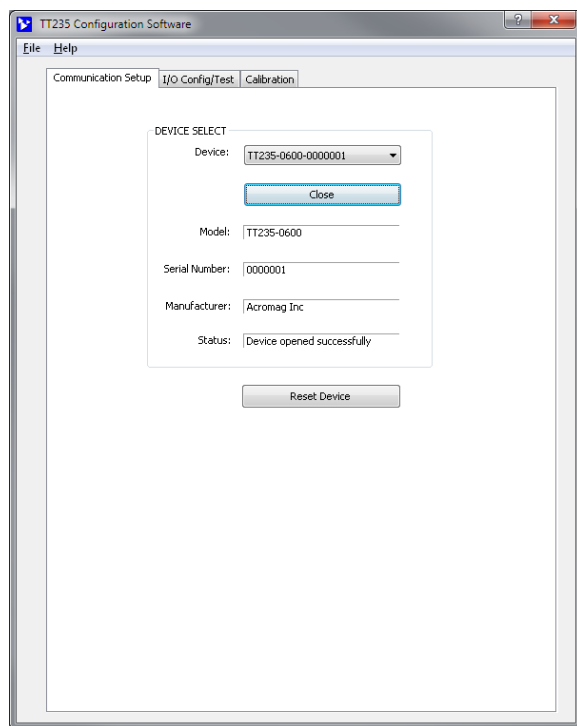 TT235 Configuration Software
File Help
Communication Setup I/O Config/Test Calibration
DEVICE SELECT
Device: TT235-0600-0000001
Close
Model: TT235-0600
Serial Number: 0000001
Manufacturer: Acromag Inc
Status: Device opened successfully
Reset Device